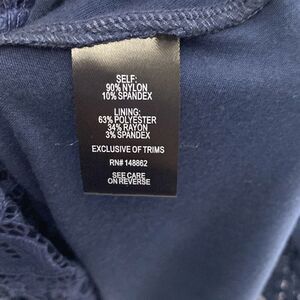 SELF:
90% NYLON
10% SPANDEX
LINING:
63% POLYESTER
34% RAYON
3% SPANDEX
EXCLUSIVE OF TRIMS
RN# 148862
SEE CARE
ON REVERSE